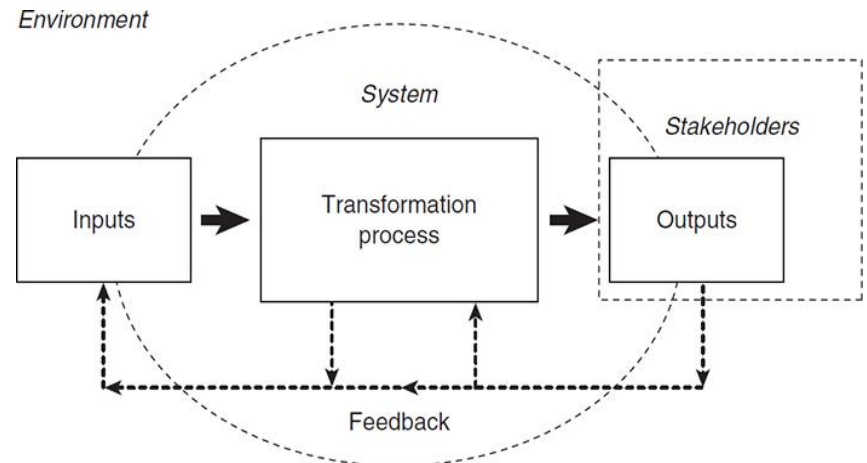 Environment
System
Stakeholders
Inputs
Transformation
process
Outputs
Feedback